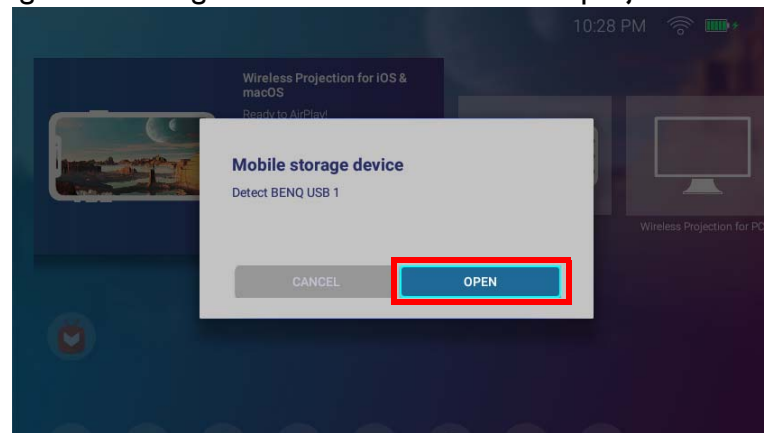 10:28 PM
Wireless Projection for iOS &
macOS
Ready to AirPlay!
Mobile storage device
Detect BENQ USB 1
Wireless Projection for PC
CANCEL
OPEN